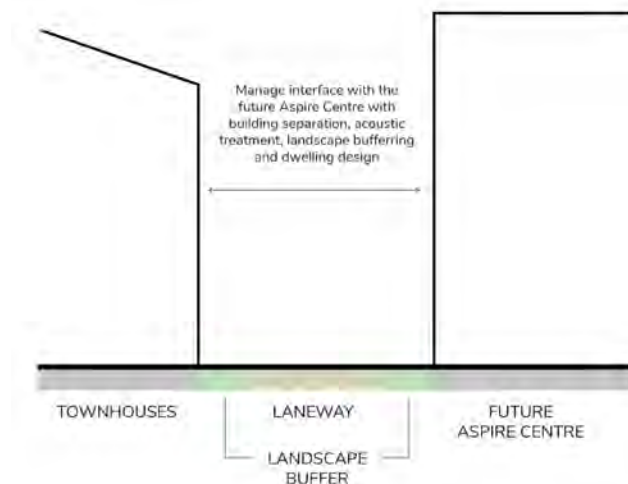 Manage interface with the
future Aspire Centre with
building separation, acoustic
treatment, landscape bufferring
and dwelling design
TOWNHOUSES
LANEWAY
FUTURE
ASPIRE CENTRE
LANDSCAPE
BUFFER